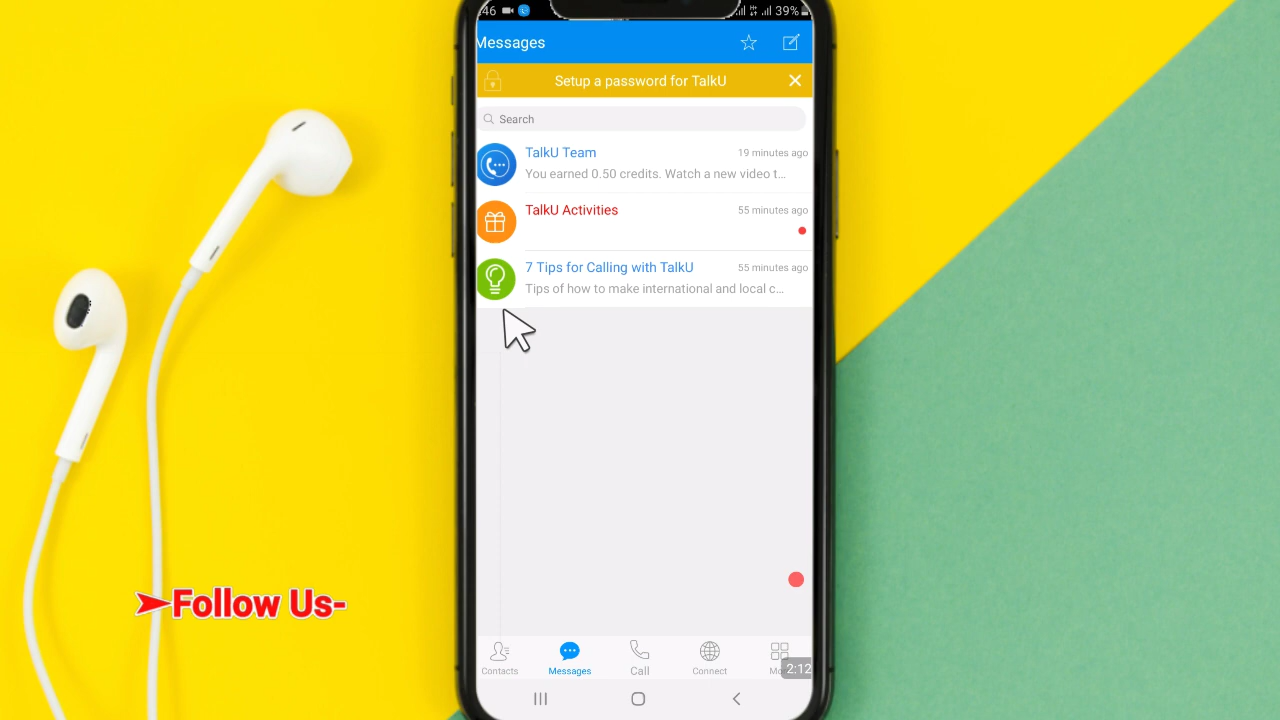 :46 39%
Messages
Setup a password for TalkU
Search
TalkU Team 19 minutes ago
You earned 0.50 credits. Watch a new video t...
TalkU Activities 55 minutes ago
7 Tips for Calling with TalkU 55 minutes ago
Tips of how to make international and local c...
➤Follow Us-
Contacts Messages Call Connect Mo
2:12